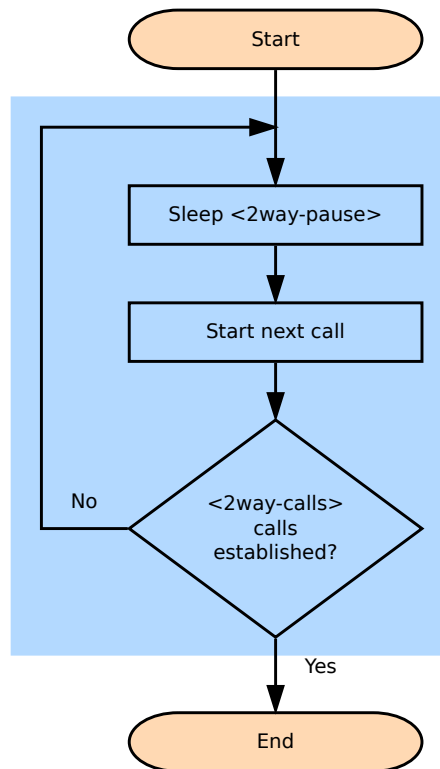 Start
Sleep <2way-pause>
Start next call
<2way-calls>
calls
established?
No
Yes
End